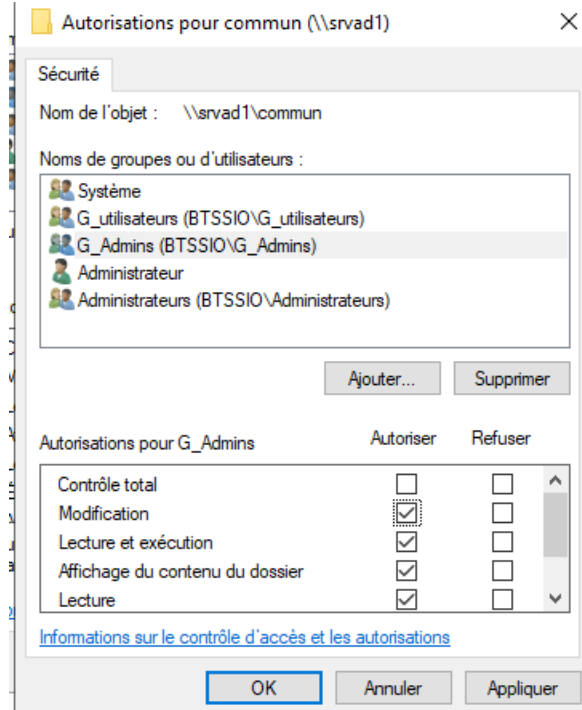 Autorisations pour commun (\\srvad1)
Sécurité
Nom de l'objet : \\srvad1\commun
Noms de groupes ou d'utilisateurs :
Système
G_utilisateurs (BTSSIO\G_utilisateurs)
G_Admins (BTSSIO\G_Admins)
Administrateur
Administrateurs (BTSSIO\Administrateurs)
Ajouter... Supprimer
Autorisations pour G_Admins Autoriser Refuser
Contrôle total
Modification
Lecture et exécution
Affichage du contenu du dossier
Lecture
Informations sur le contrôle d'accès et les autorisations
OK Annuler Appliquer